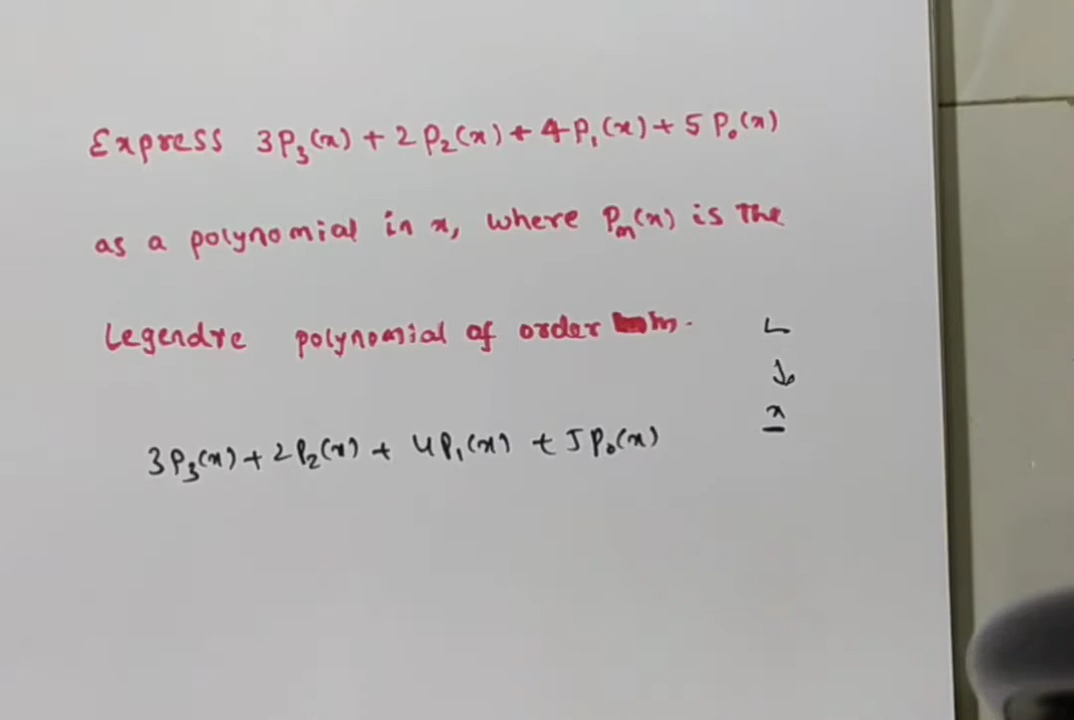 Express 3P₃(x) + 2P₂(x) + 4P₁(x) + 5P₀(x)
as a polynomial in x, where Pₘ(x) is The
Legendre polynomial of order m.
L
↓
x
3P₃(x) + 2P₂(x) + 4P₁(x) + 5P₀(x)